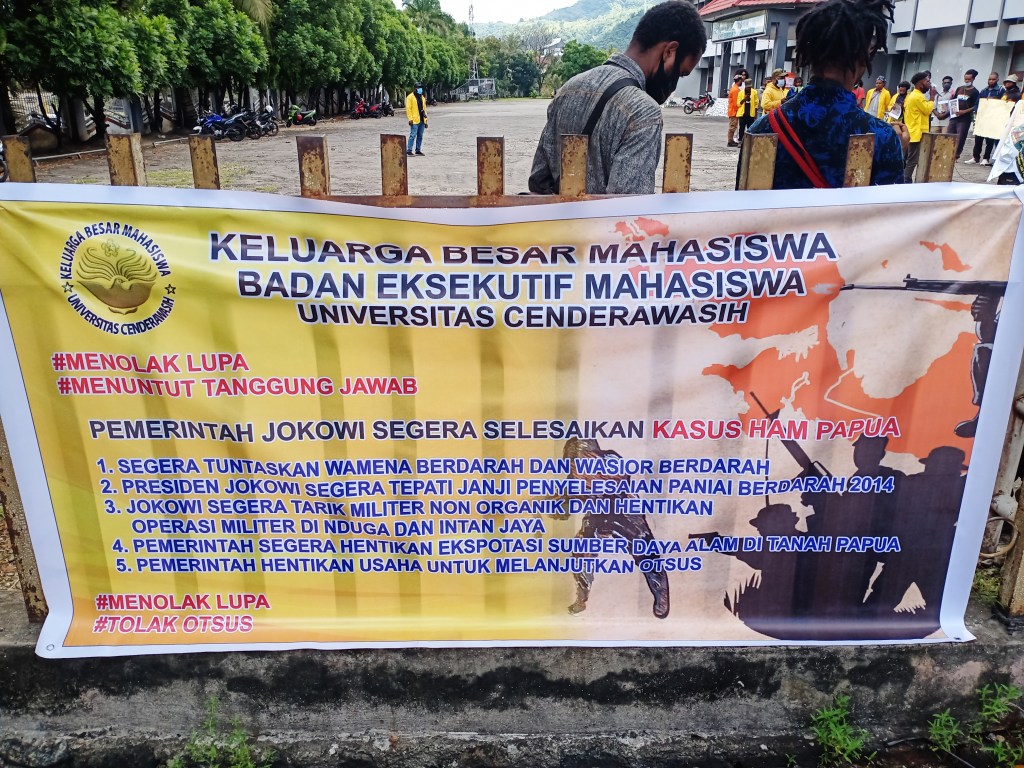 KELUARGA BESAR MAHASISWA
UNIVERSITAS CENDERAWASIH
KELUARGA BESAR MAHASISWA
BADAN EKSEKUTIF MAHASISWA
UNIVERSITAS CENDERAWASIH
#MENOLAK LUPA
#MENUNTUT TANGGUNG JAWAB
PEMERINTAH JOKOWI SEGERA SELESAIKAN KASUS HAM PAPUA
1. SEGERA TUNTASKAN WAMENA BERDARAH DAN WASIOR BERDARAH
2. PRESIDEN JOKOWI SEGERA TEPATI JANJI PENYELESAIAN PANIAI BERDARAH 2014
3. JOKOWI SEGERA TARIK MILITER NON ORGANIK DAN HENTIKAN
OPERASI MILITER DI NDUGA DAN INTAN JAYA
4. PEMERINTAH SEGERA HENTIKAN EKSPOTASI SUMBER DAYA ALAM DI TANAH PAPUA
5. PEMERINTAH HENTIKAN USAHA UNTUK MELANJUTKAN OTSUS
#MENOLAK LUPA
#TOLAK OTSUS